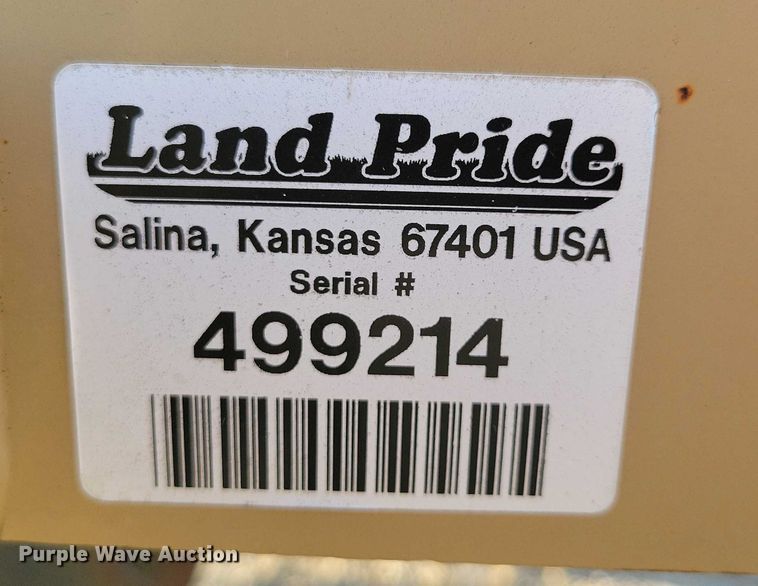 Land Pride
Salina, Kansas 67401 USA
Serial #
499214
Purple Wave Auction